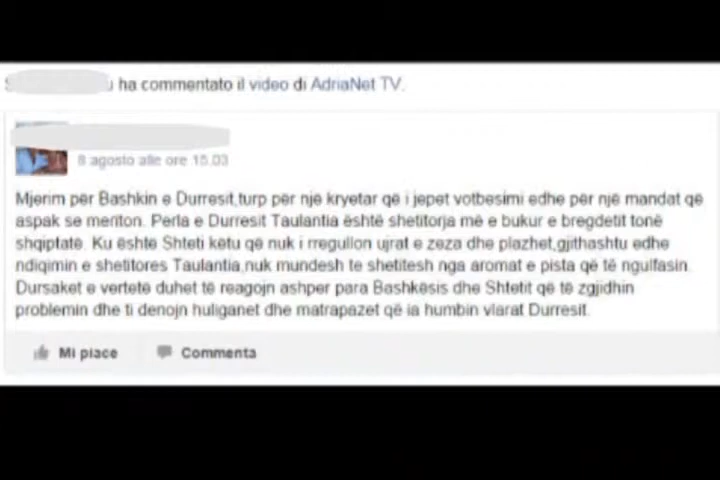 ha commentato il video di AdriaNet TV.
8 agosto alle ore 15.03
Mjerim për Bashkin e Durresit,turp për një kryetar që i jepet votbesimi edhe për një mandat që
aspak se meriton. Perla e Durresit Taulantia është shetitorja më e bukur e bregdetit tonë
shqiptatë. Ku është Shteti këtu që nuk i rregullon ujrat e zeza dhe plazhet,gjithashtu edhe
ndiqimin e shetitores Taulantia,nuk mundesh te shetitesh nga aromat e pista që të ngulfasin.
Dursaket e vertetë duhet të reagojn ashper para Bashkësis dhe Shtetit që të zgjidhin
problemin dhe ti denojn huliganet dhe matrapazet që ia humbin vlarat Durresit.
Mi piace Commenta